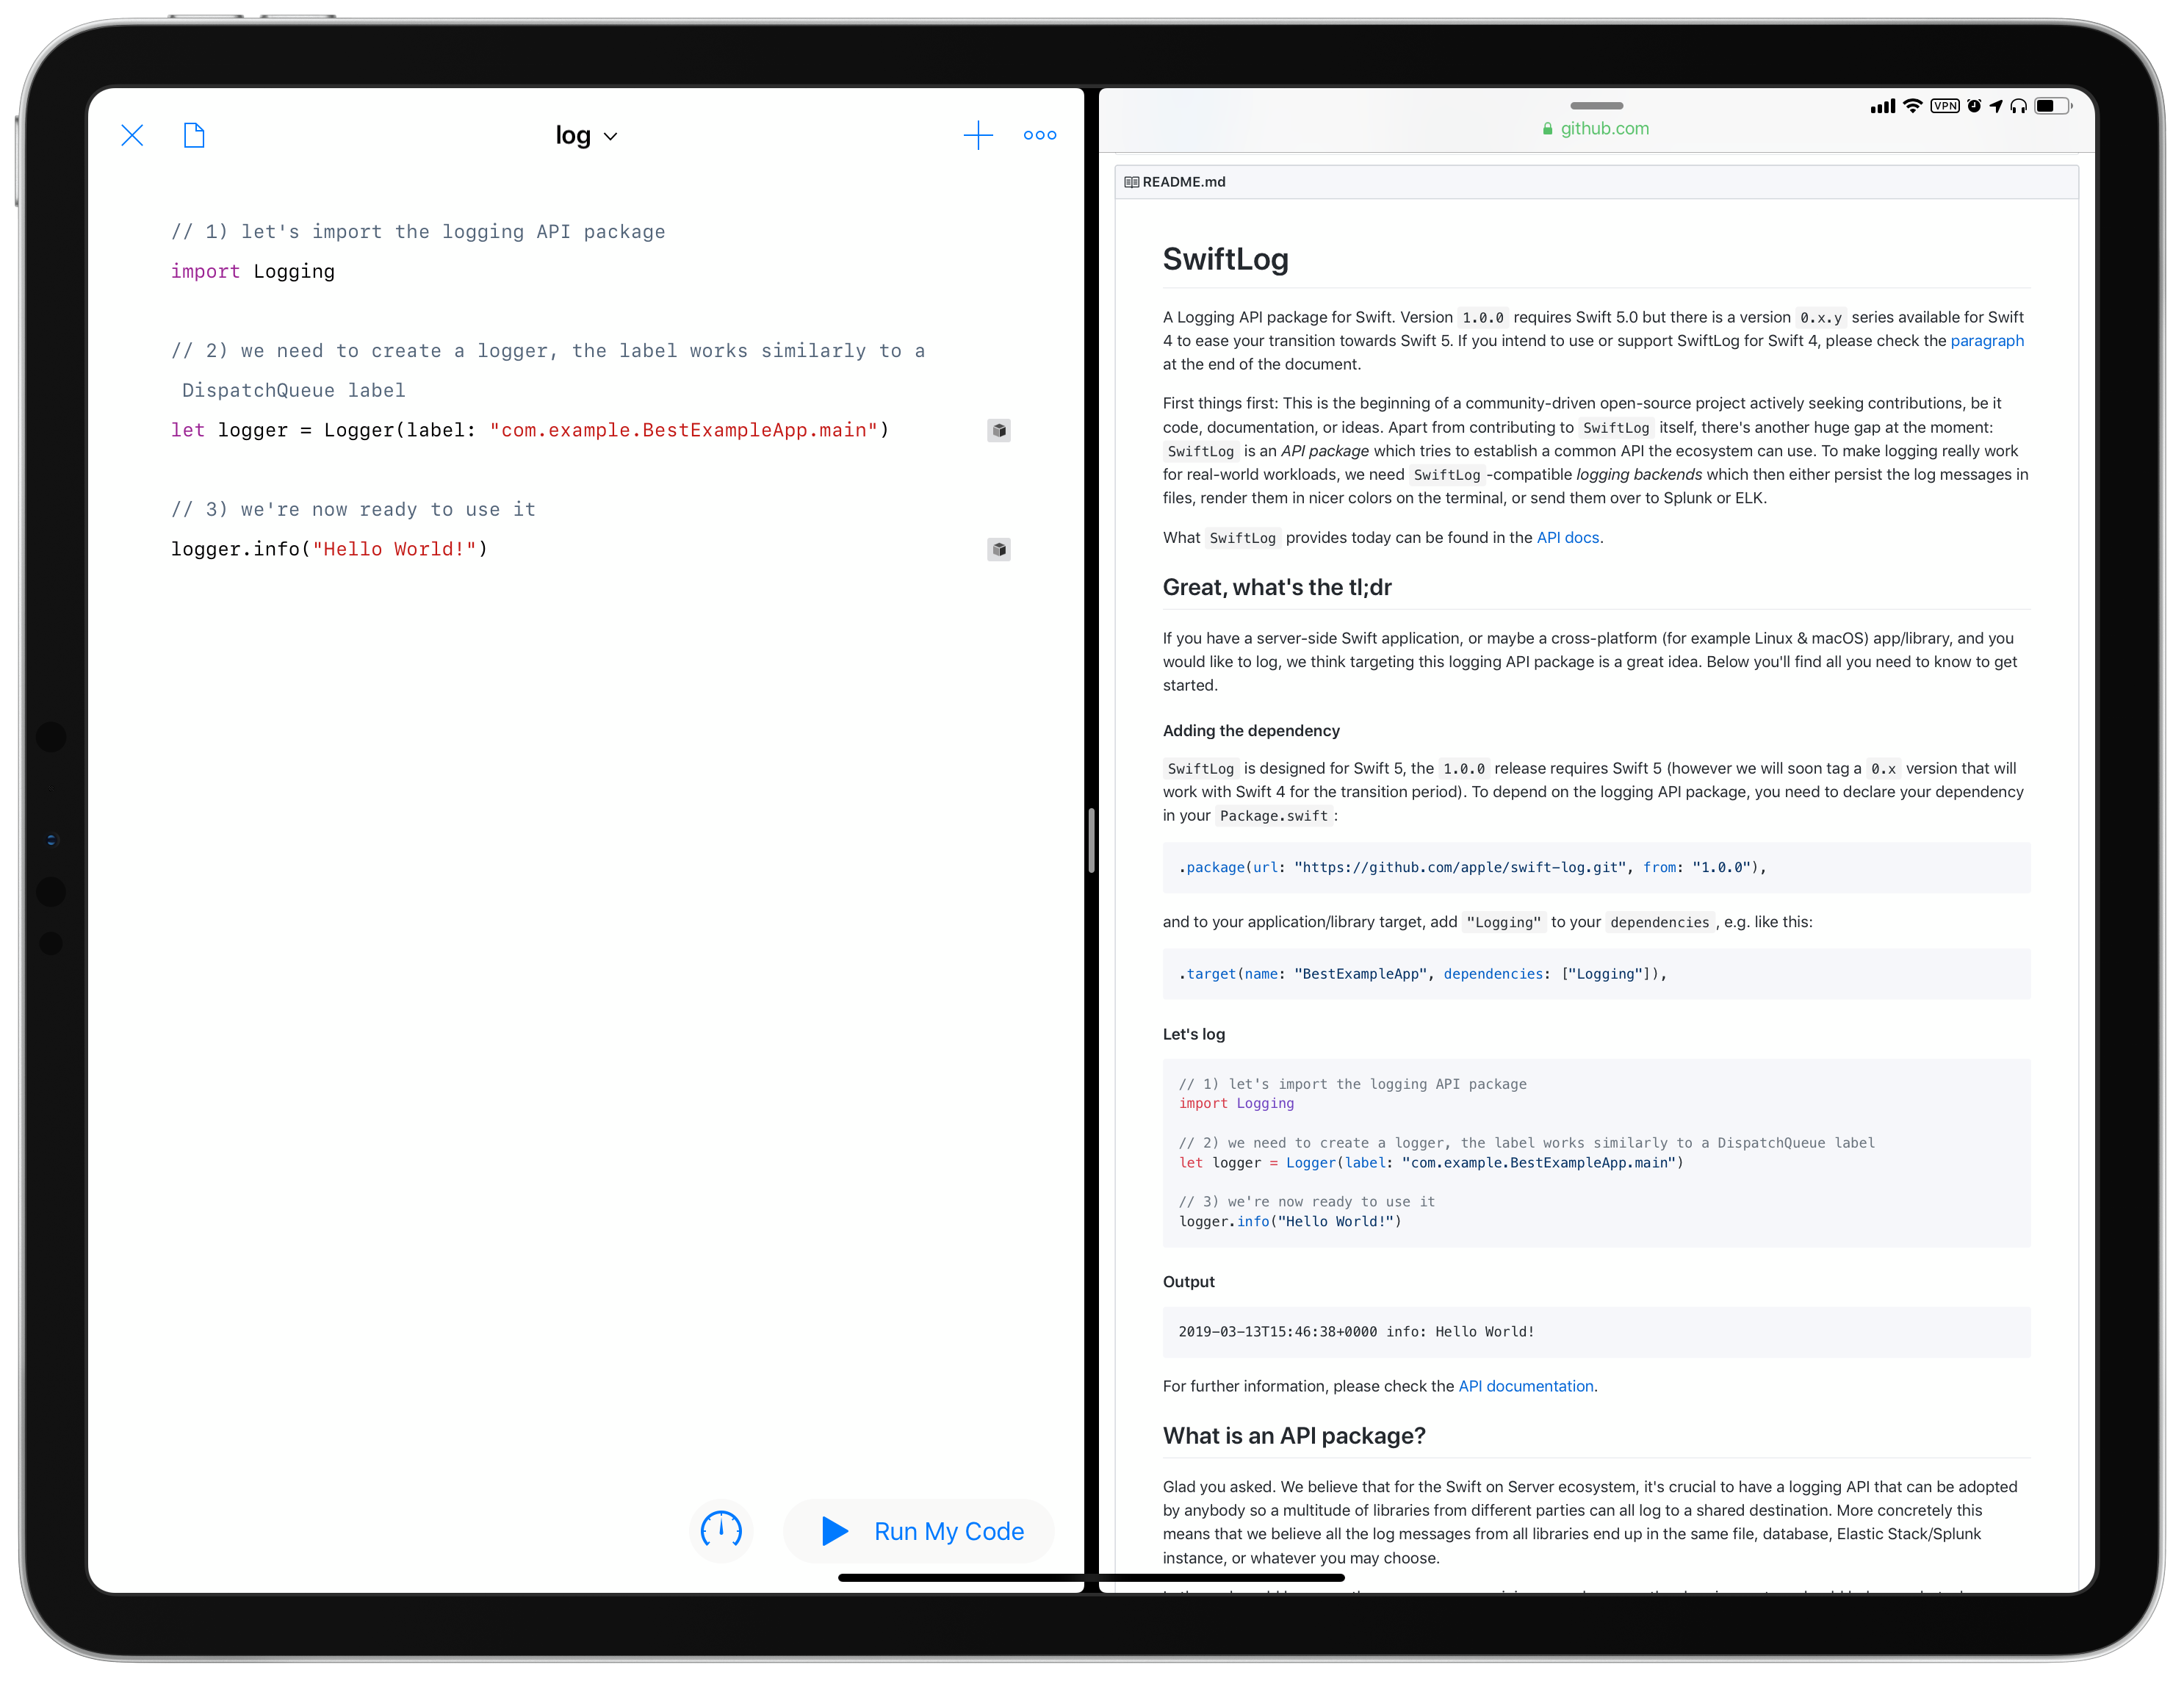 log
// 1) let's import the logging API package
import Logging
// 2) we need to create a logger, the label works similarly to a
DispatchQueue label
let logger = Logger(label: "com.example.BestExampleApp.main")
// 3) we're now ready to use it
logger.info("Hello World!")
Run My Code
VPN
github.com
README.md
SwiftLog
A Logging API package for Swift. Version 1.0.0 requires Swift 5.0 but there is a version 0.x.y series available for Swift
4 to ease your transition towards Swift 5. If you intend to use or support SwiftLog for Swift 4, please check the paragraph
at the end of the document.
First things first: This is the beginning of a community-driven open-source project actively seeking contributions, be it
code, documentation, or ideas. Apart from contributing to SwiftLog itself, there's another huge gap at the moment:
SwiftLog is an API package which tries to establish a common API the ecosystem can use. To make logging really work
for real-world workloads, we need SwiftLog -compatible logging backends which then either persist the log messages in
files, render them in nicer colors on the terminal, or send them over to Splunk or ELK.
What SwiftLog provides today can be found in the API docs.
Great, what's the tl;dr
If you have a server-side Swift application, or maybe a cross-platform (for example Linux & macOS) app/library, and you
would like to log, we think targeting this logging API package is a great idea. Below you'll find all you need to know to get
started.
Adding the dependency
SwiftLog is designed for Swift 5, the 1.0.0 release requires Swift 5 (however we will soon tag a 0.x version that will
work with Swift 4 for the transition period). To depend on the logging API package, you need to declare your dependency
in your Package.swift :
.package(url: "https://github.com/apple/swift-log.git", from: "1.0.0"),
and to your application/library target, add "Logging" to your dependencies , e.g. like this:
.target(name: "BestExampleApp", dependencies: ["Logging"]),
Let's log
// 1) let's import the logging API package
import Logging
// 2) we need to create a logger, the label works similarly to a DispatchQueue label
let logger = Logger(label: "com.example.BestExampleApp.main")
// 3) we're now ready to use it
logger.info("Hello World!")
Output
2019-03-13T15:46:38+0000 info: Hello World!
For further information, please check the API documentation.
What is an API package?
Glad you asked. We believe that for the Swift on Server ecosystem, it's crucial to have a logging API that can be adopted
by anybody so a multitude of libraries from different parties can all log to a shared destination. More concretely this
means that we believe all the log messages from all libraries end up in the same file, database, Elastic Stack/Splunk
instance, or whatever you may choose.